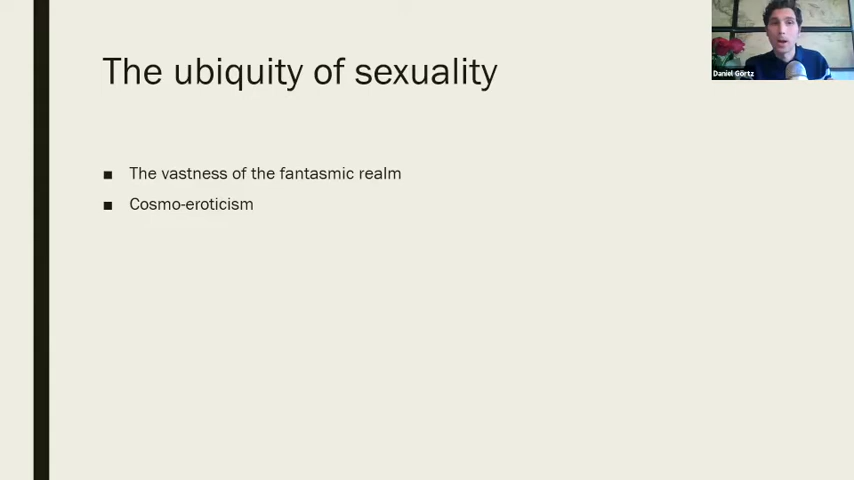 The ubiquity of sexuality
Daniel Görtz
■ The vastness of the fantasmic realm
■ Cosmo-eroticism